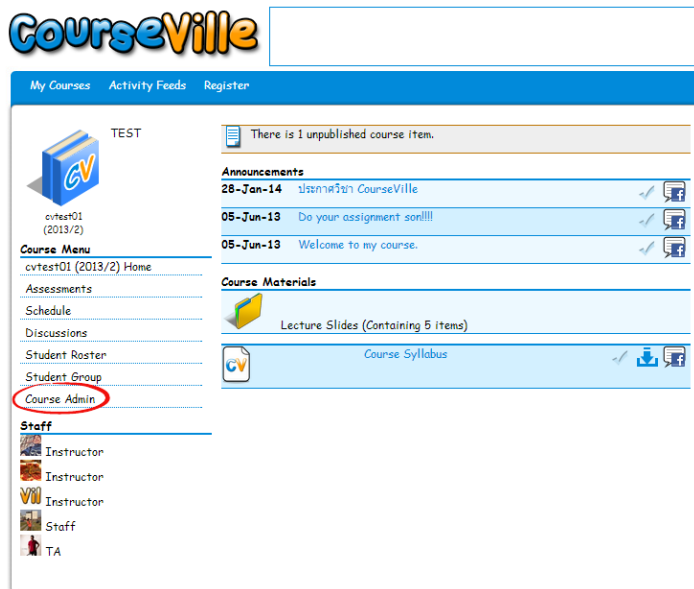 CourseVille
My Courses Activity Feeds Register
TEST
CV
cvtest01
(2013/2)
Course Menu
cvtest01 (2013/2) Home
Assessments
Schedule
Discussions
Student Roster
Student Group
Course Admin
Staff
Instructor
Instructor
Vil Instructor
Staff
TA
There is 1 unpublished course item.
Announcements
28-Jan-14 ประกาศวิชา CourseVille
05-Jun-13 Do your assignment son!!!!
05-Jun-13 Welcome to my course.
Course Materials
Lecture Slides (Containing 5 items)
CV Course Syllabus